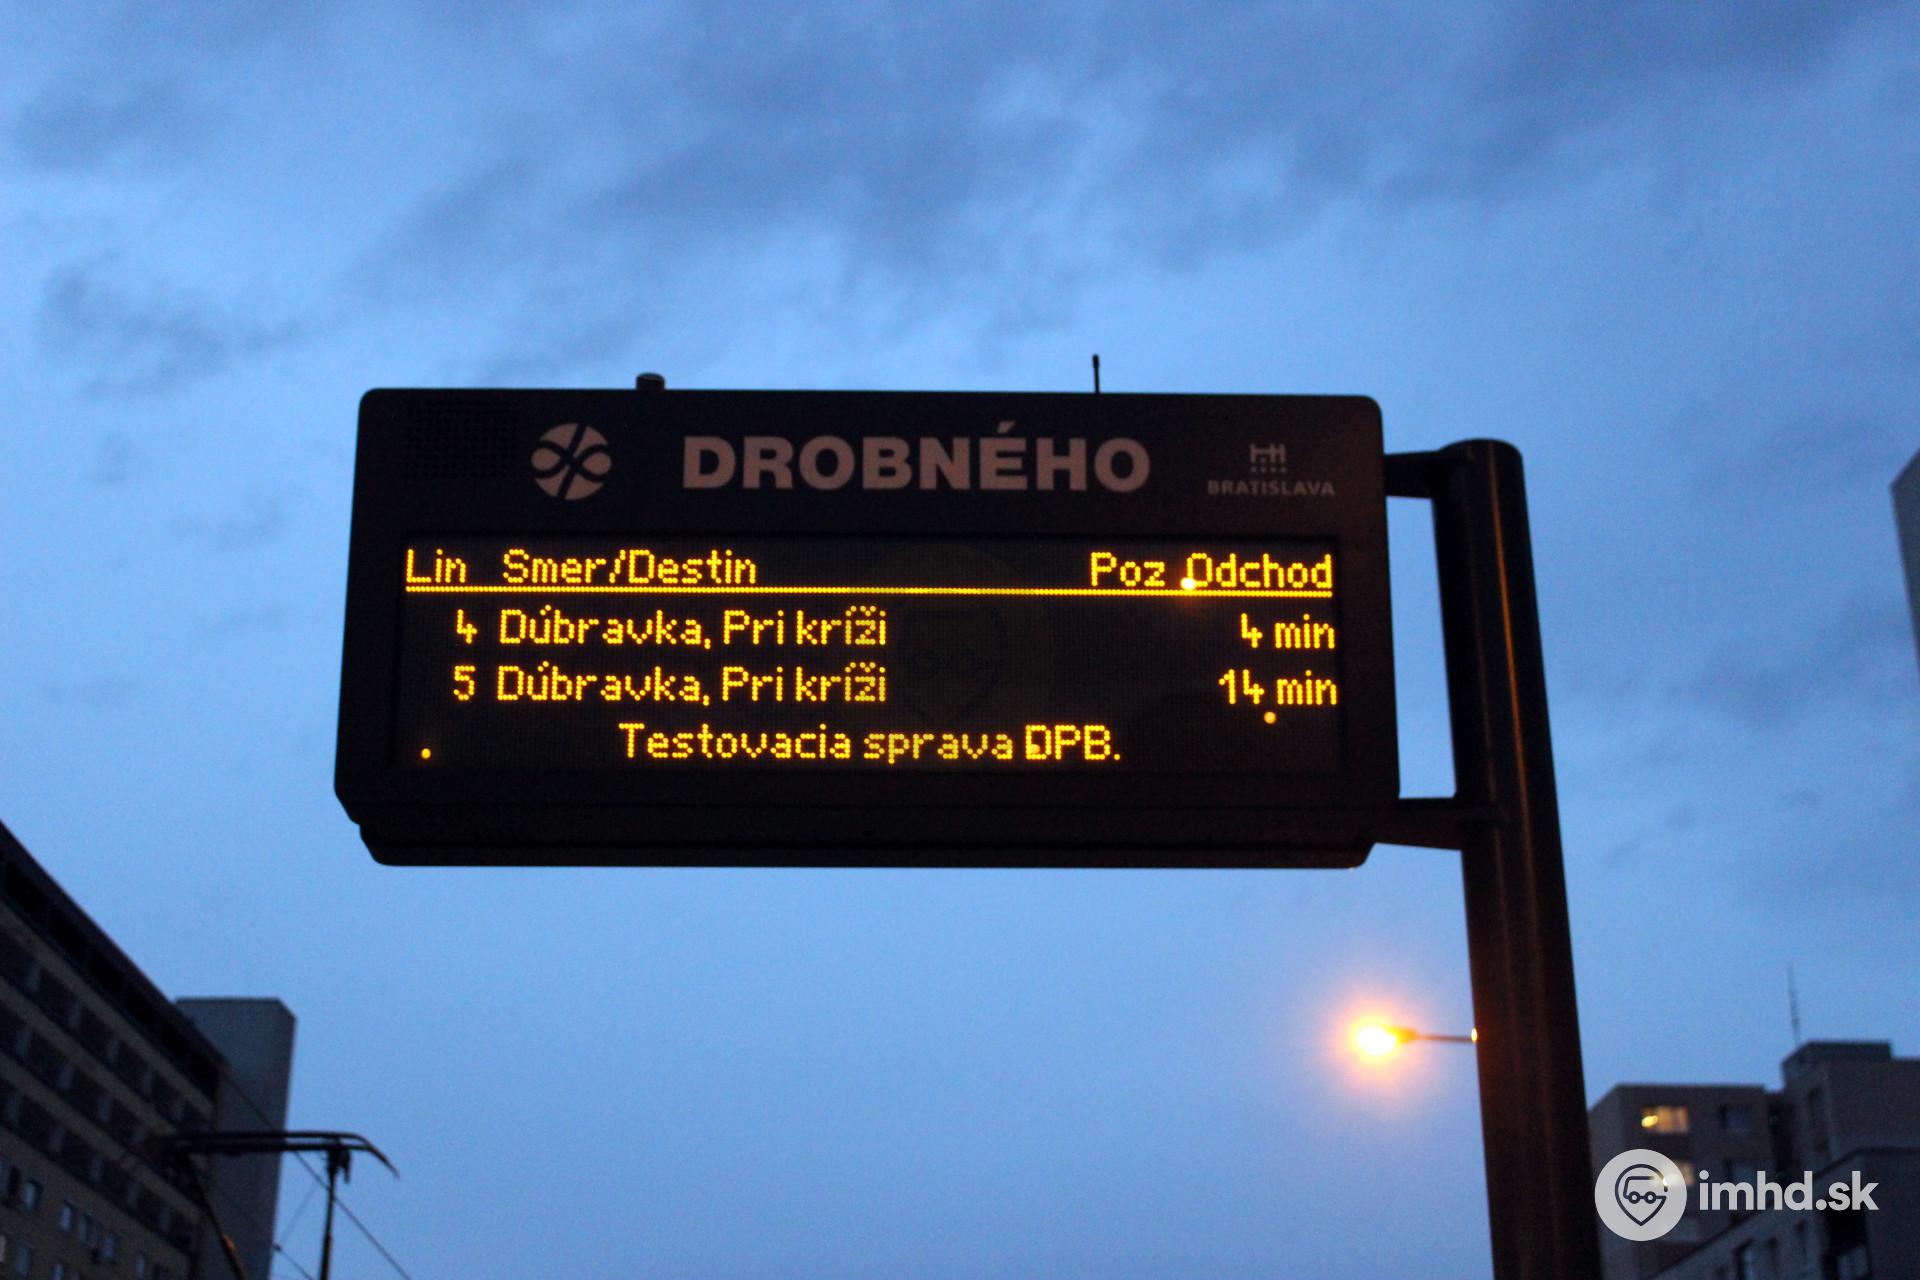 DROBNÉHO
BRATISLAVA
Lin Smer/Destin Poz Odchod
4 Dúbravka, Pri kríži 4 min
5 Dúbravka, Pri kríži 14 min
Testovacia sprava DPB.
imhd.sk